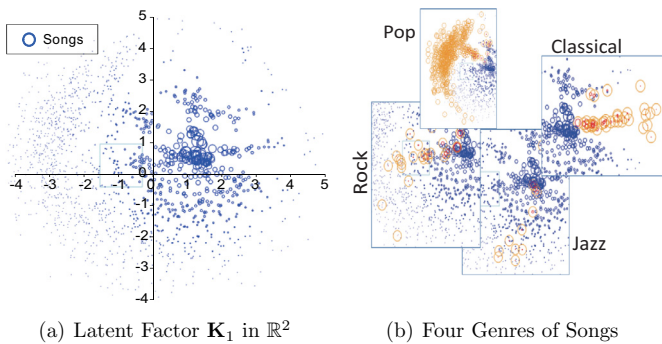 Songs
5
4
3
2
1
0
-1
-2
-3
-4
-4 -3 -2 -1 0 1 2 3 4 5
Pop
Classical
Rock
Jazz
(a) Latent Factor K₁ in ℝ²
(b) Four Genres of Songs